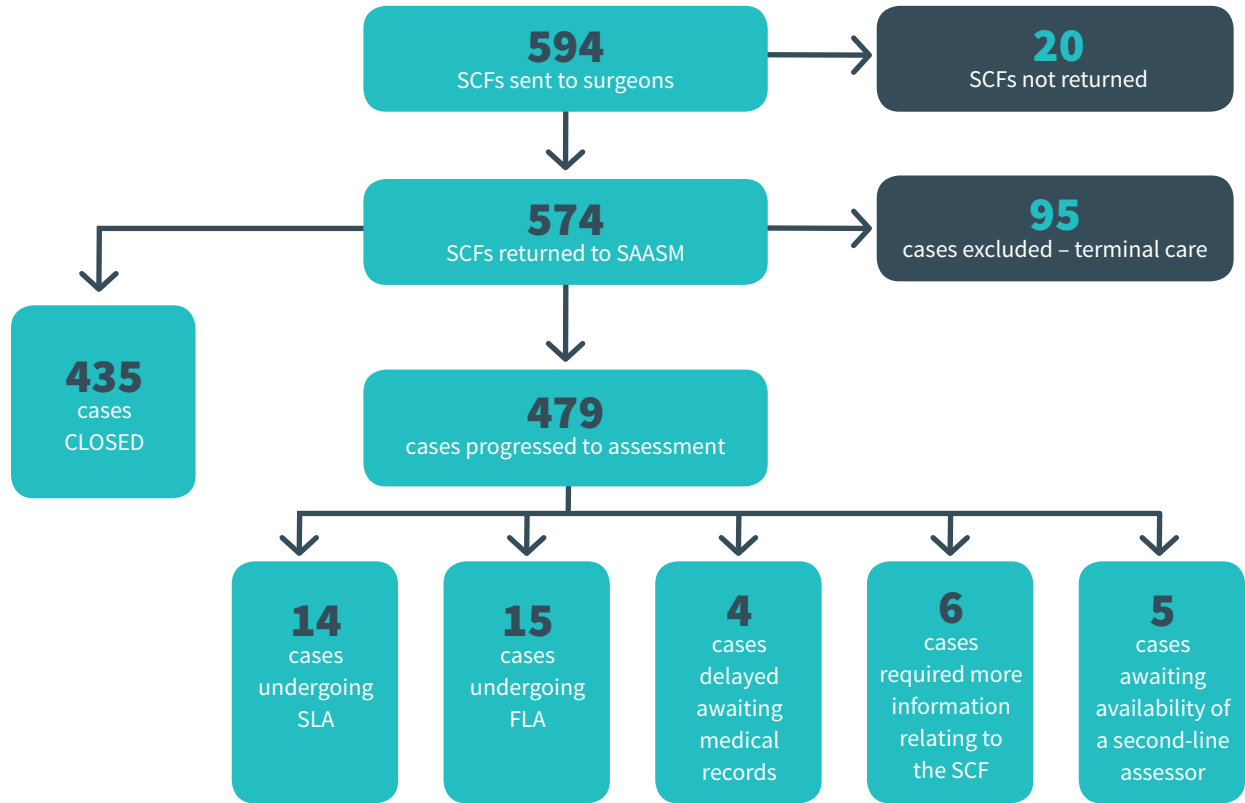 594
SCFs sent to surgeons
20
SCFs not returned
574
SCFs returned to SAASM
95
cases excluded – terminal care
435
cases
CLOSED
479
cases progressed to assessment
14
cases
undergoing
SLA
15
cases
undergoing
FLA
4
cases
delayed
awaiting
medical
records
6
cases
required more
information
relating to
the SCF
5
cases
awaiting
availability of
a second-line
assessor